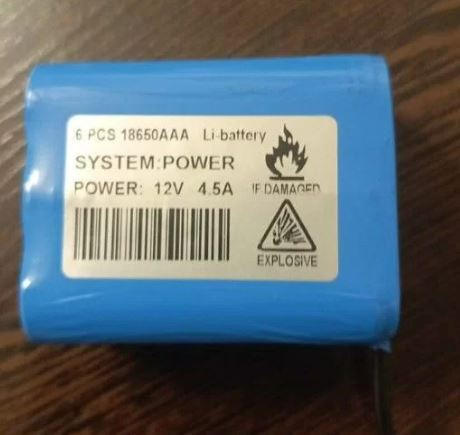 6 PCS 18650AAA Li-battery
SYSTEM:POWER
POWER: 12V 4.5A
IF DAMAGED
EXPLOSIVE